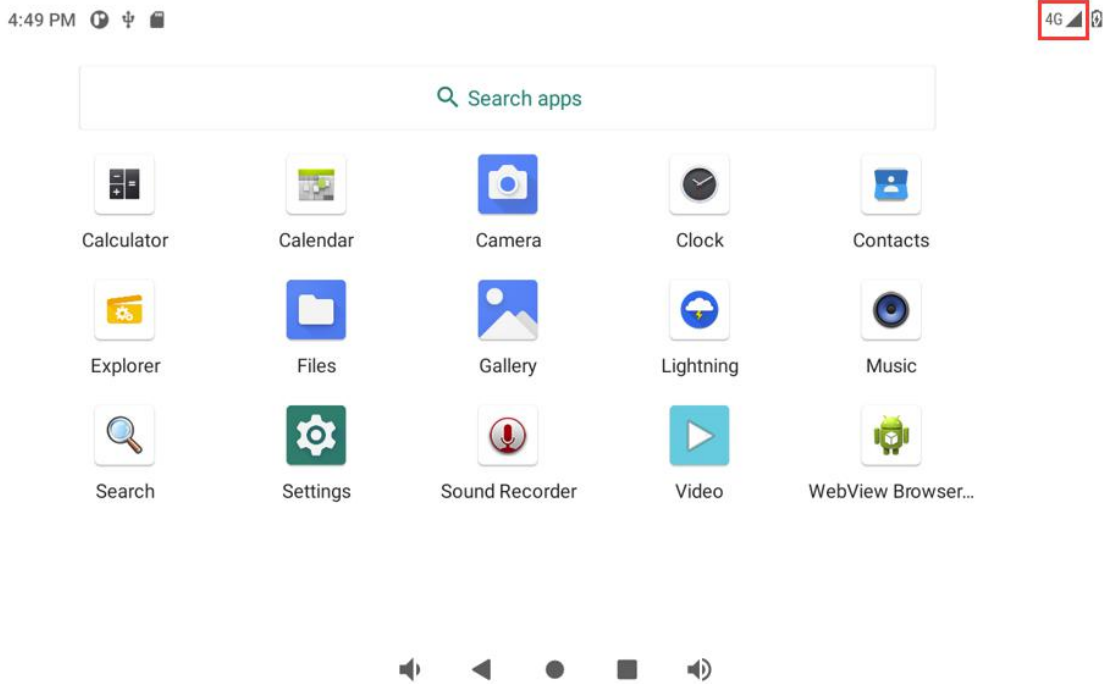 4:49 PM
4G
Search apps
Calculator
Calendar
Camera
Clock
Contacts
Explorer
Files
Gallery
Lightning
Music
Search
Settings
Sound Recorder
Video
WebView Browser...